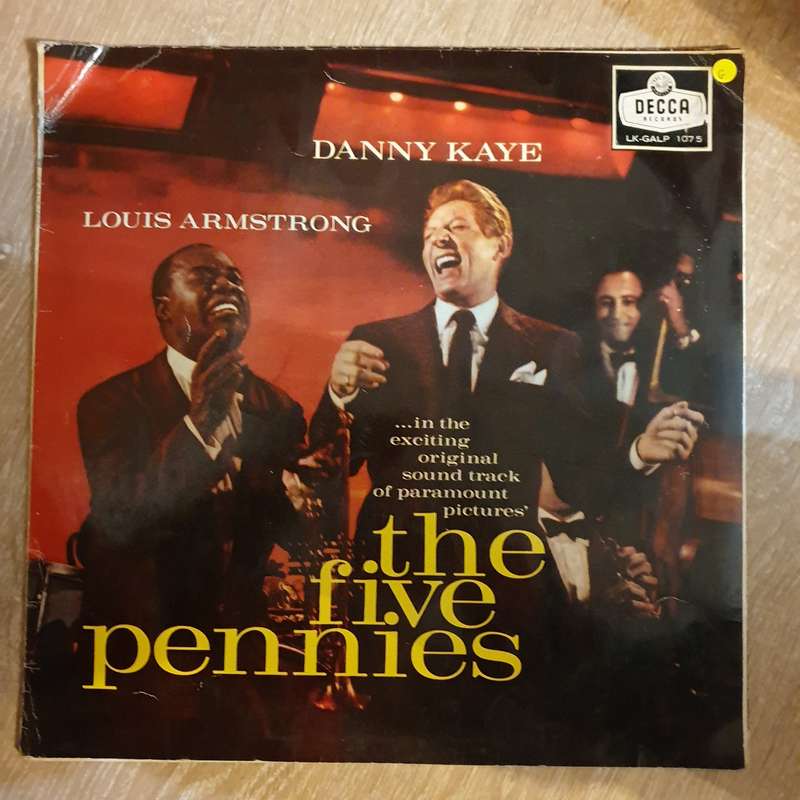 DANNY KAYE
LOUIS ARMSTRONG
DECCA
RECORDS
LK-GALP 1075
G
...in the
exciting
original
sound track
of paramount
pictures'
the
five
pennies